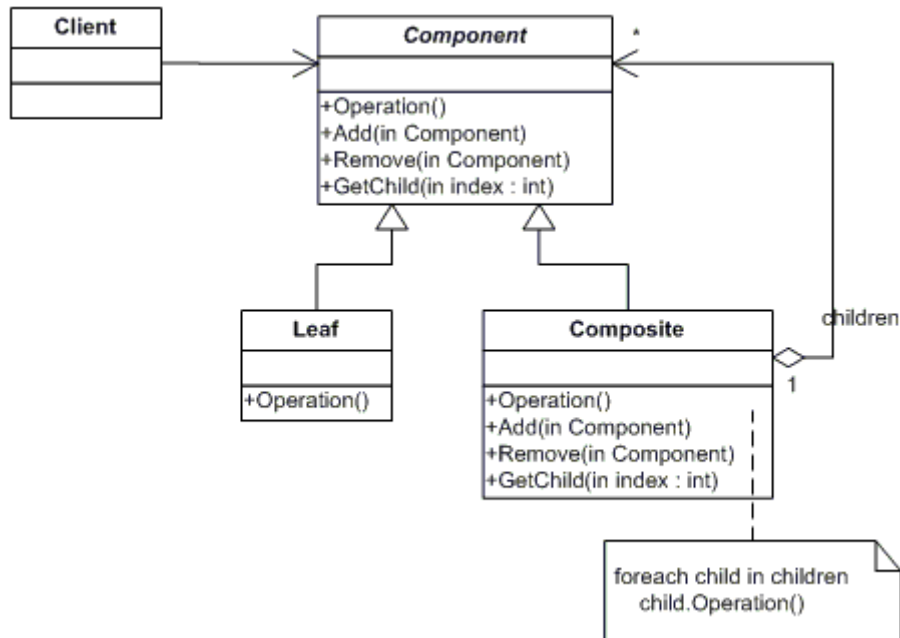 Client
Component
*
+Operation()
+Add(in Component)
+Remove(in Component)
+GetChild(in index : int)
children
Leaf
+Operation()
Composite
1
+Operation()
+Add(in Component)
+Remove(in Component)
+GetChild(in index : int)
foreach child in children
child.Operation()